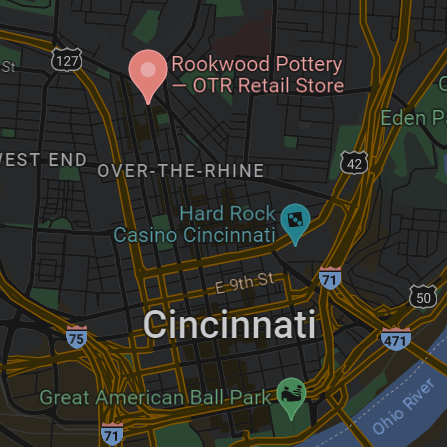 127
St
Rookwood Pottery
— OTR Retail Store
Eden P
WEST END
OVER-THE-RHINE
42
Hard Rock
Casino Cincinnati
E 9th St
71
50
Cincinnati
75
471
Great American Ball Park
Ohio River
71